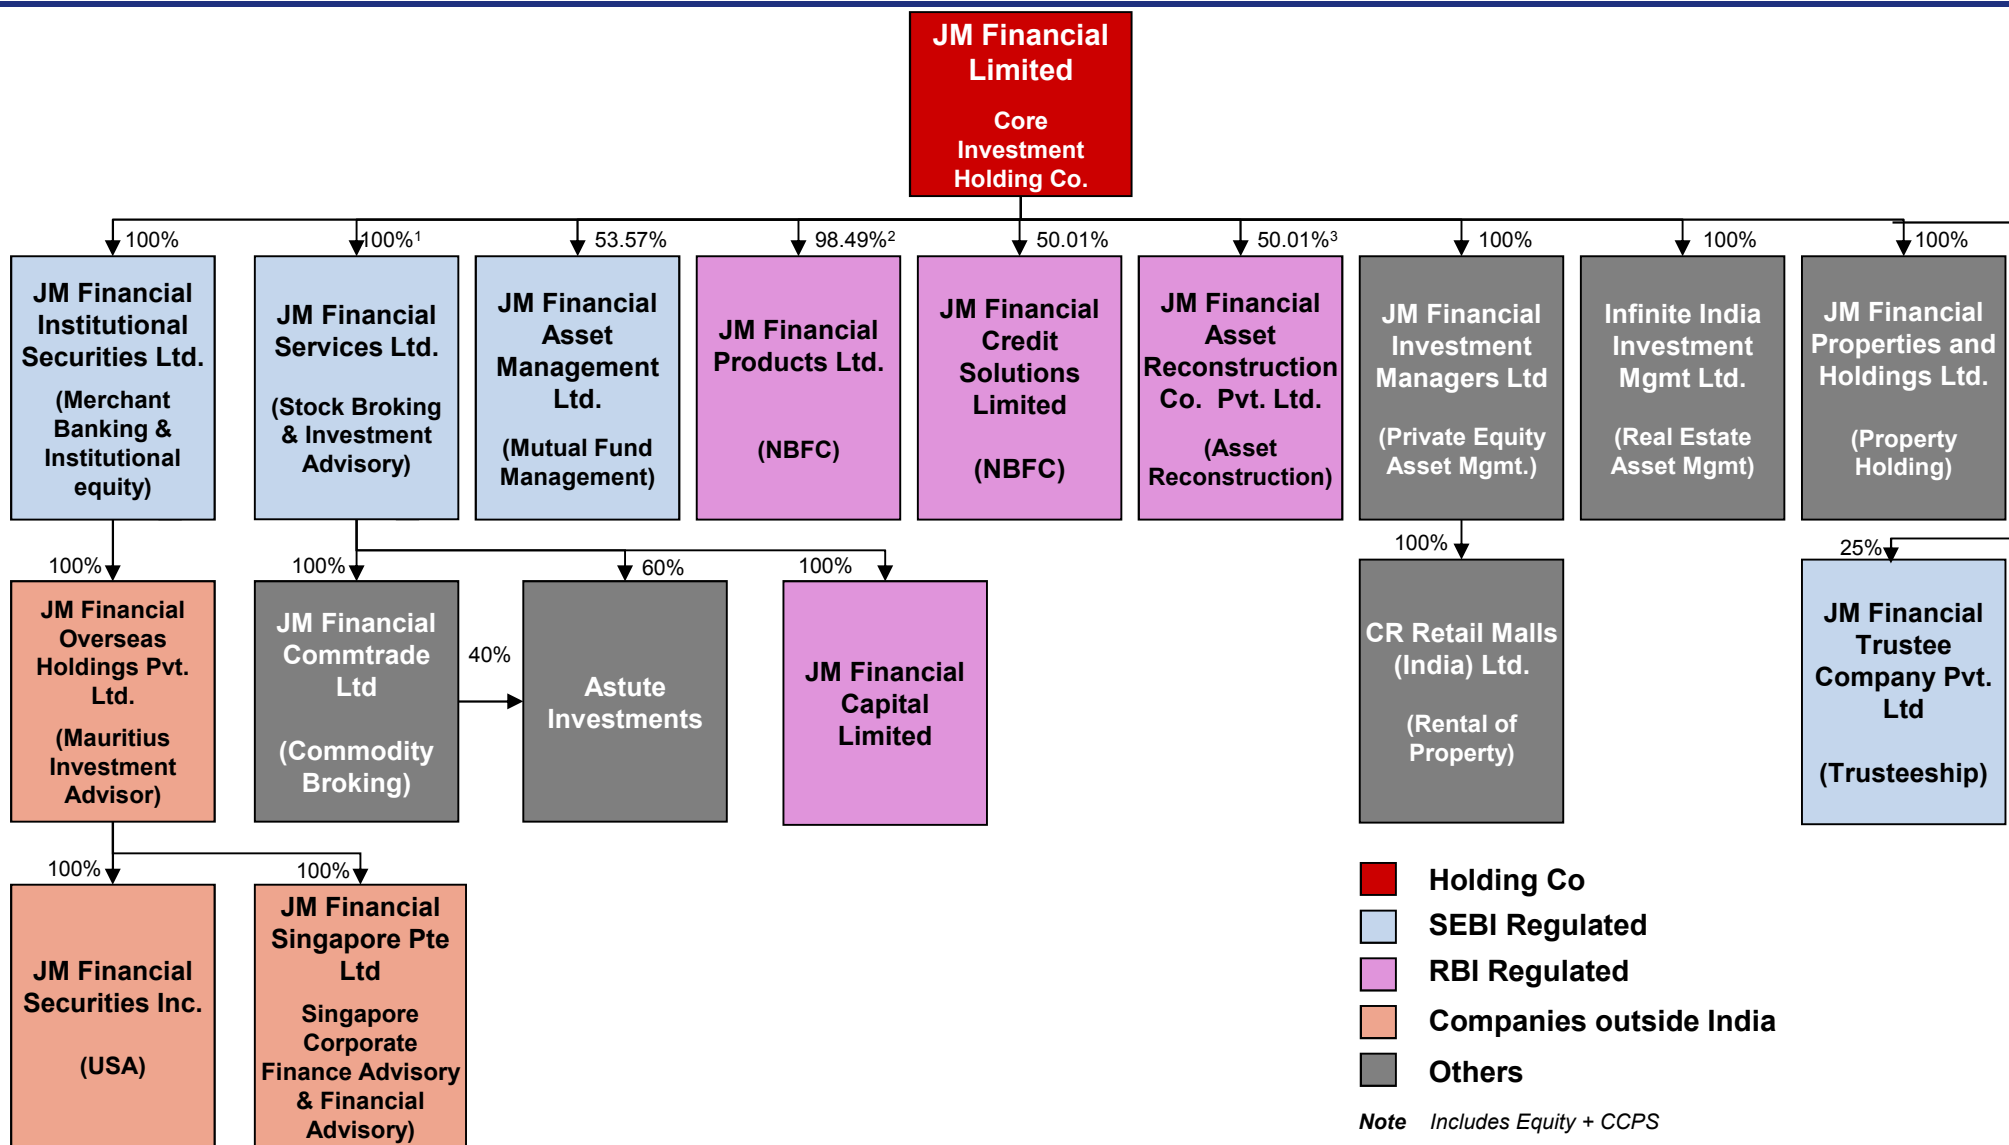 JM Financial
Limited
Core
Investment
Holding Co.
100%
100%¹
53.57%
98.49%²
50.01%
50.01%³
100%
100%
100%
JM Financial
Institutional
Securities Ltd.
(Merchant
Banking &
Institutional
equity)
JM Financial
Services Ltd.
(Stock Broking
& Investment
Advisory)
JM Financial
Asset
Management
Ltd.
(Mutual Fund
Management)
JM Financial
Products Ltd.
(NBFC)
JM Financial
Credit
Solutions
Limited
(NBFC)
JM Financial
Asset
Reconstruction
Co. Pvt. Ltd.
(Asset
Reconstruction)
JM Financial
Investment
Managers Ltd
(Private Equity
Asset Mgmt.)
Infinite India
Investment
Mgmt Ltd.
(Real Estate
Asset Mgmt)
JM Financial
Properties and
Holdings Ltd.
(Property
Holding)
100%
100%
60%
100%
100%
25%
JM Financial
Overseas
Holdings Pvt.
Ltd.
(Mauritius
Investment
Advisor)
JM Financial
Commtrade
Ltd
(Commodity
Broking)
40%
Astute
Investments
JM Financial
Capital
Limited
CR Retail Malls
(India) Ltd.
(Rental of
Property)
JM Financial
Trustee
Company Pvt.
Ltd
(Trusteeship)
100%
100%
JM Financial
Securities Inc.
(USA)
JM Financial
Singapore Pte
Ltd
Singapore
Corporate
Finance Advisory
& Financial
Advisory)
Holding Co
SEBI Regulated
RBI Regulated
Companies outside India
Others
Note Includes Equity + CCPS